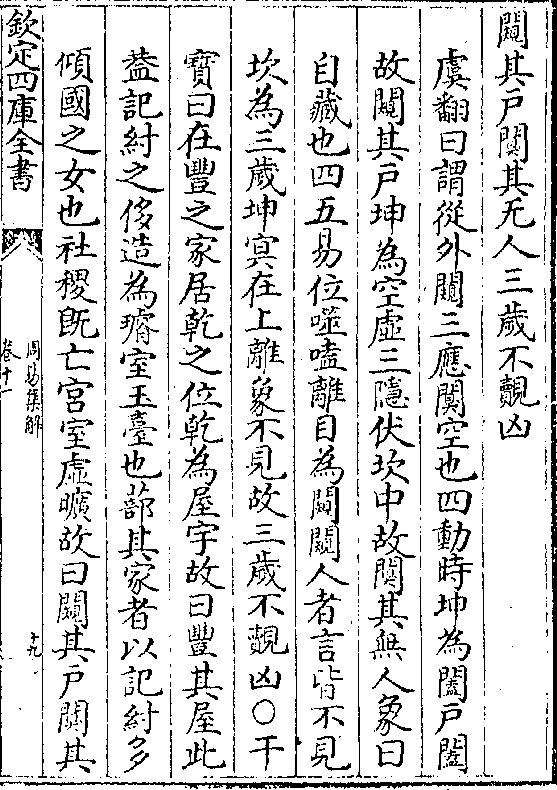 闚其戸闃其无人三歲不覿凶
虞翻曰謂從外闚三應闃空也四動時坤為闔戸闔
故闚其戸坤為空虛三隱伏坎中故闃其無人象曰
自藏也四五易位噬嗑離目為闚闚人者言皆不見
坎為三歲坤冥在上離象不見故三歲不覿凶○干
寶曰在豐之家居乾之位乾為屋宇故曰豐其屋此
葢記紂之侈造為璿室玉臺也蔀其家者以記紂多
傾國之女也社稷既亡宮室虛曠故曰闚其戸闃其
欽定四庫全書
周易集解
卷十一
十九